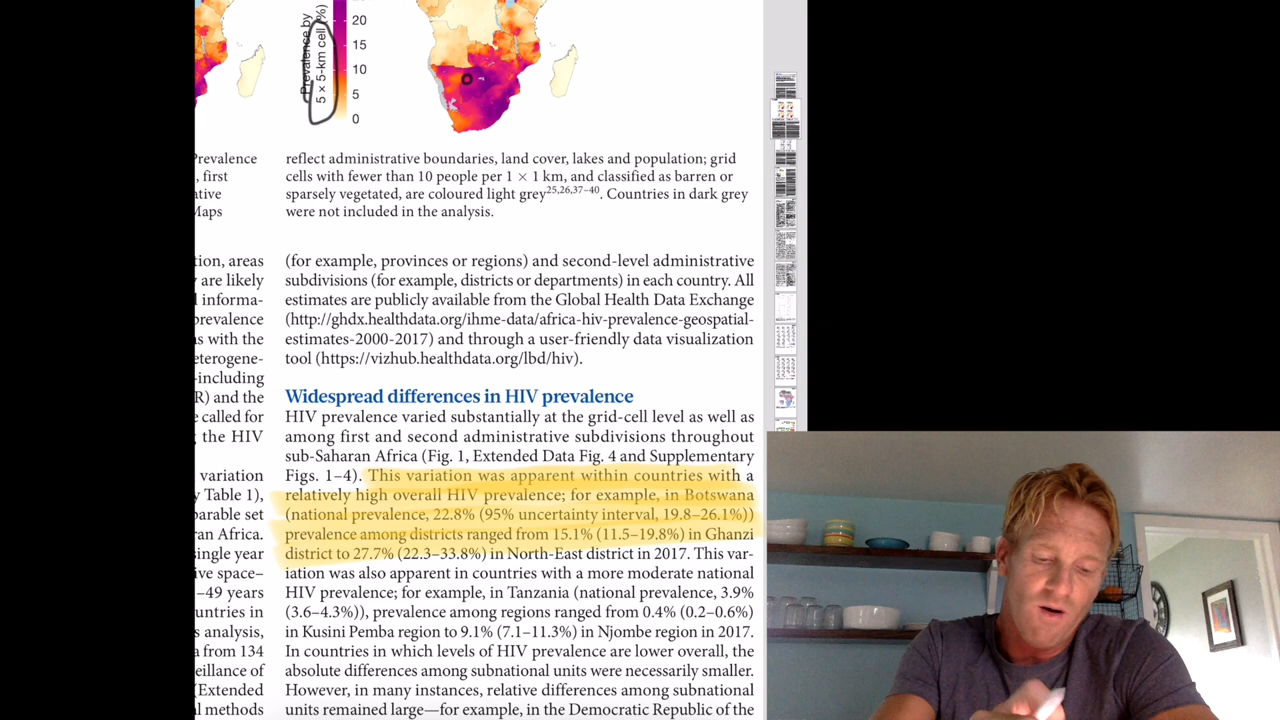 Prevalence by
5 × 5-km cell (%)
20
15
10
5
0
Prevalence
, first
ative
Maps
reflect administrative boundaries, land cover, lakes and population; grid
cells with fewer than 10 people per 1 × 1 km, and classified as barren or
sparsely vegetated, are coloured light grey25,26,37–40. Countries in dark grey
were not included in the analysis.
tion, areas
are likely
l informa-
prevalence
s with the
eterogene-
-including
R) and the
called for
the HIV
variation
y Table 1),
parable set
ran Africa.
single year
ive space–
–49 years
untries in
s analysis,
a from 134
eillance of
(Extended
l methods
(for example, provinces or regions) and second-level administrative
subdivisions (for example, districts or departments) in each country. All
estimates are publicly available from the Global Health Data Exchange
(http://ghdx.healthdata.org/ihme-data/africa-hiv-prevalence-geospatial-
estimates-2000-2017) and through a user-friendly data visualization
tool (https://vizhub.healthdata.org/lbd/hiv).
Widespread differences in HIV prevalence
HIV prevalence varied substantially at the grid-cell level as well as
among first and second administrative subdivisions throughout
sub-Saharan Africa (Fig. 1, Extended Data Fig. 4 and Supplementary
Figs. 1–4). This variation was apparent within countries with a
relatively high overall HIV prevalence; for example, in Botswana
(national prevalence, 22.8% (95% uncertainty interval, 19.8–26.1%))
prevalence among districts ranged from 15.1% (11.5–19.8%) in Ghanzi
district to 27.7% (22.3–33.8%) in North-East district in 2017. This var-
iation was also apparent in countries with a more moderate national
HIV prevalence; for example, in Tanzania (national prevalence, 3.9%
(3.6–4.3%)), prevalence among regions ranged from 0.4% (0.2–0.6%)
in Kusini Pemba region to 9.1% (7.1–11.3%) in Njombe region in 2017.
In countries in which levels of HIV prevalence are lower overall, the
absolute differences among subnational units were necessarily smaller.
However, in many instances, relative differences among subnational
units remained large—for example, in the Democratic Republic of the